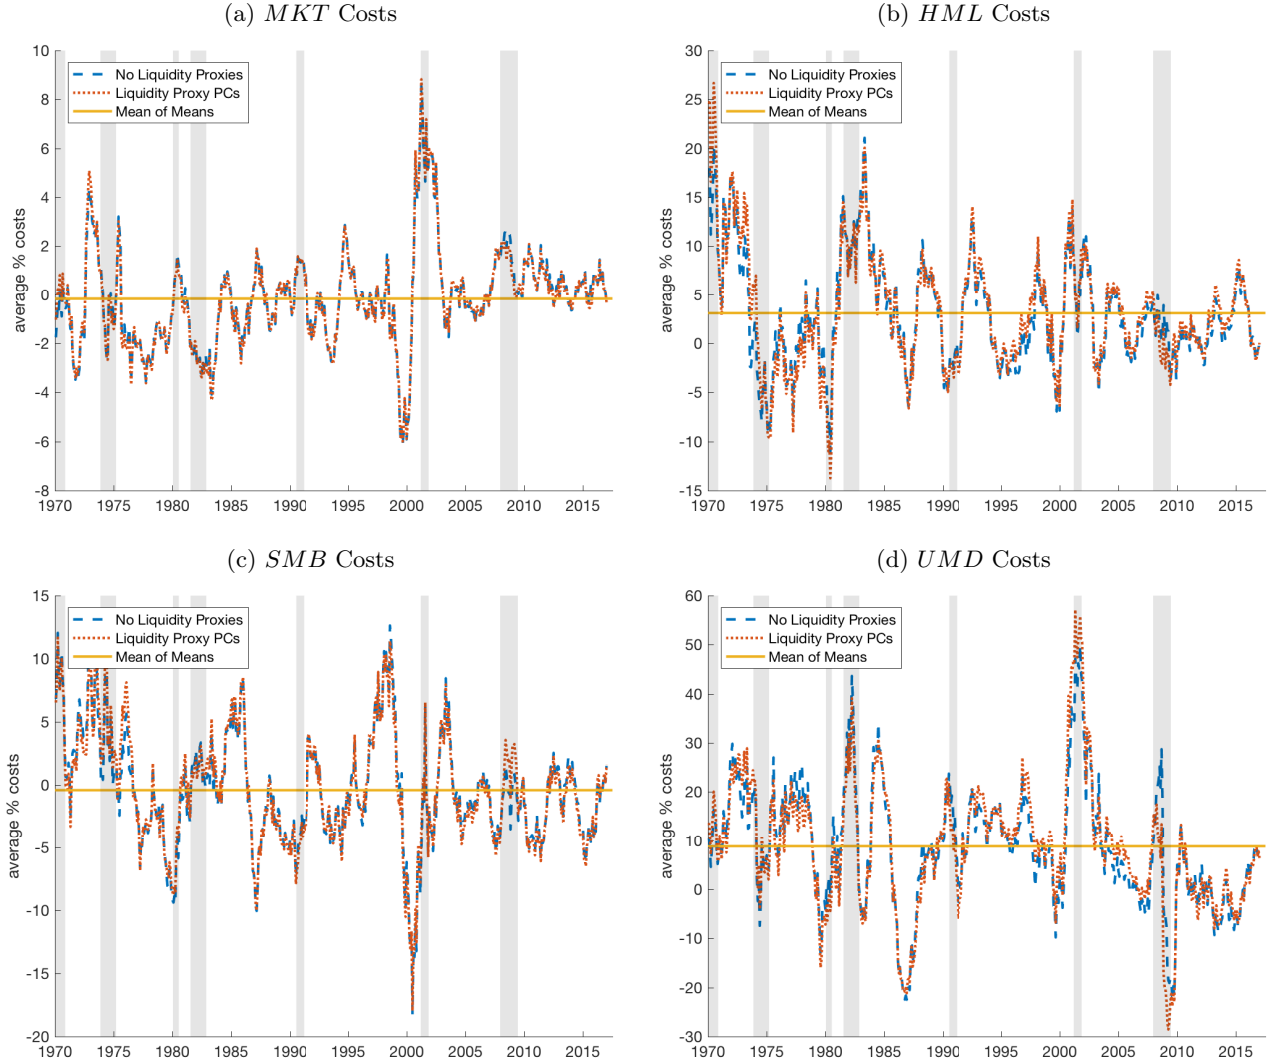 (a) MKT Costs
average % costs
10
8
6
4
2
0
-2
-4
-6
-8
No Liquidity Proxies
Liquidity Proxy PCs
Mean of Means
1970 1975 1980 1985 1990 1995 2000 2005 2010 2015
(b) HML Costs
average % costs
30
25
20
15
10
5
0
-5
-10
-15
No Liquidity Proxies
Liquidity Proxy PCs
Mean of Means
1970 1975 1980 1985 1990 1995 2000 2005 2010 2015
(c) SMB Costs
average % costs
15
10
5
0
-5
-10
-15
-20
No Liquidity Proxies
Liquidity Proxy PCs
Mean of Means
1970 1975 1980 1985 1990 1995 2000 2005 2010 2015
(d) UMD Costs
average % costs
60
50
40
30
20
10
0
-10
-20
-30
No Liquidity Proxies
Liquidity Proxy PCs
Mean of Means
1970 1975 1980 1985 1990 1995 2000 2005 2010 2015